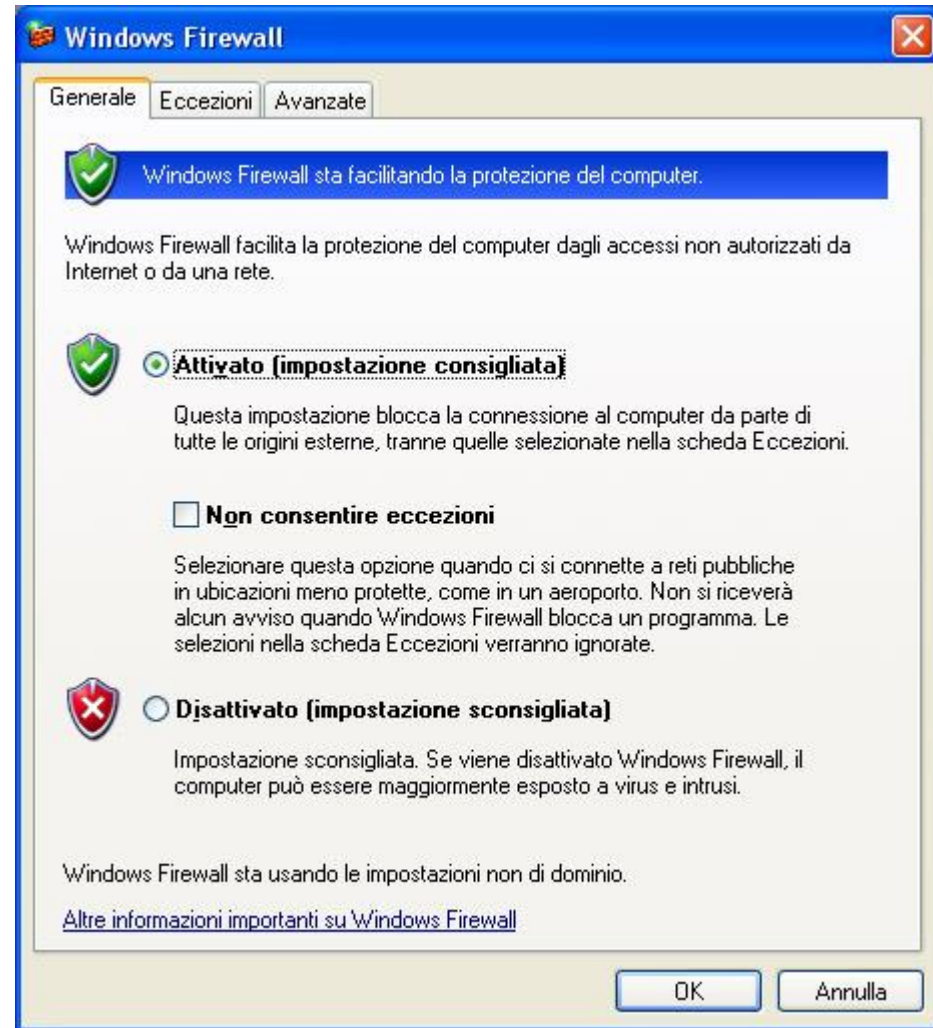 Windows Firewall
Generale Eccezioni Avanzate
Windows Firewall sta facilitando la protezione del computer.
Windows Firewall facilita la protezione del computer dagli accessi non autorizzati da
Internet o da una rete.
Attivato (impostazione consigliata)
Questa impostazione blocca la connessione al computer da parte di
tutte le origini esterne, tranne quelle selezionate nella scheda Eccezioni.
Non consentire eccezioni
Selezionare questa opzione quando ci si connette a reti pubbliche
in ubicazioni meno protette, come in un aeroporto. Non si riceverà
alcun avviso quando Windows Firewall blocca un programma. Le
selezioni nella scheda Eccezioni verranno ignorate.
Disattivato (impostazione sconsigliata)
Impostazione sconsigliata. Se viene disattivato Windows Firewall, il
computer può essere maggiormente esposto a virus e intrusi.
Windows Firewall sta usando le impostazioni non di dominio.
Altre informazioni importanti su Windows Firewall
OK Annulla